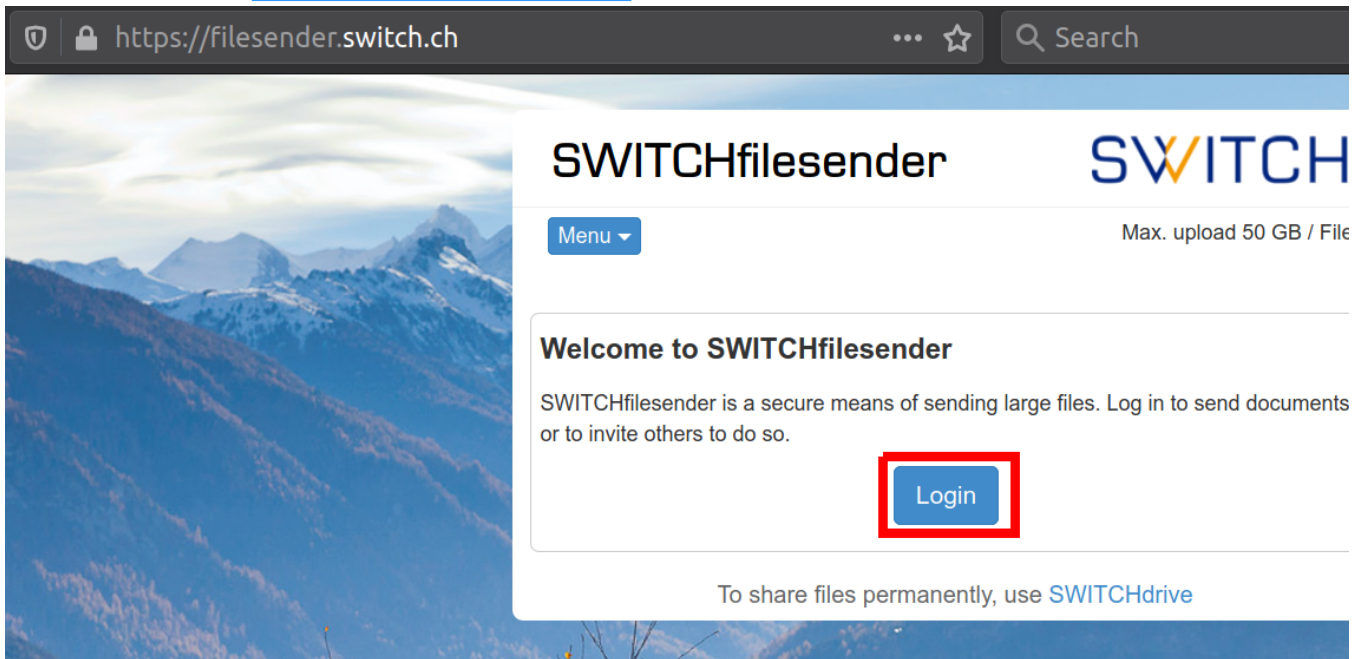 https://filesender.switch.ch
Search
SWITCHfilesender
SWITCH
Menu
Max. upload 50 GB / File
Welcome to SWITCHfilesender
SWITCHfilesender is a secure means of sending large files. Log in to send documents
or to invite others to do so.
Login
To share files permanently, use SWITCHdrive